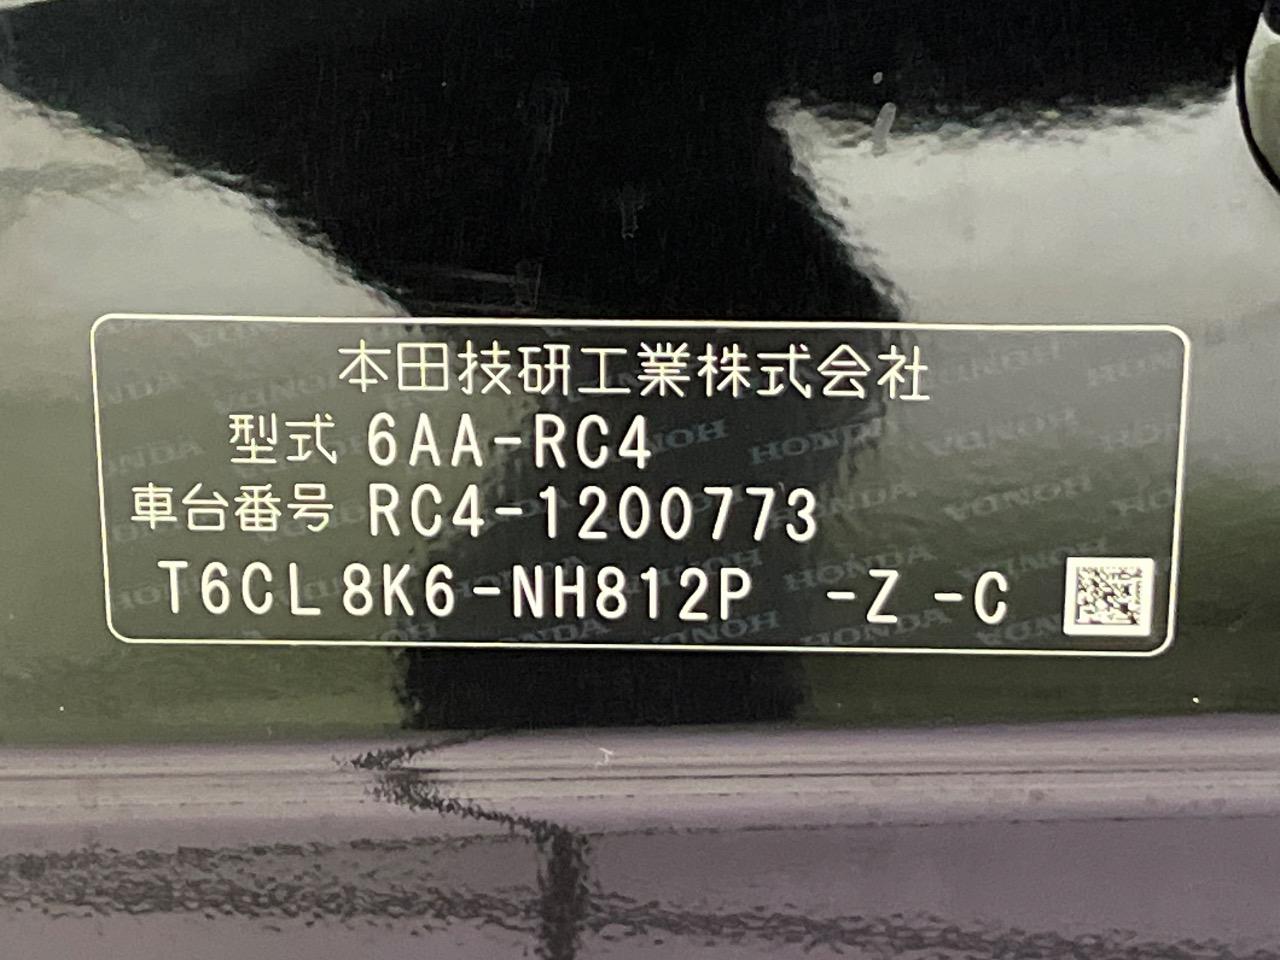 本田技研工業株式会社
型式 6AA-RC4
車台番号 RC4-1200773
T6CL8K6-NH812P -Z -C